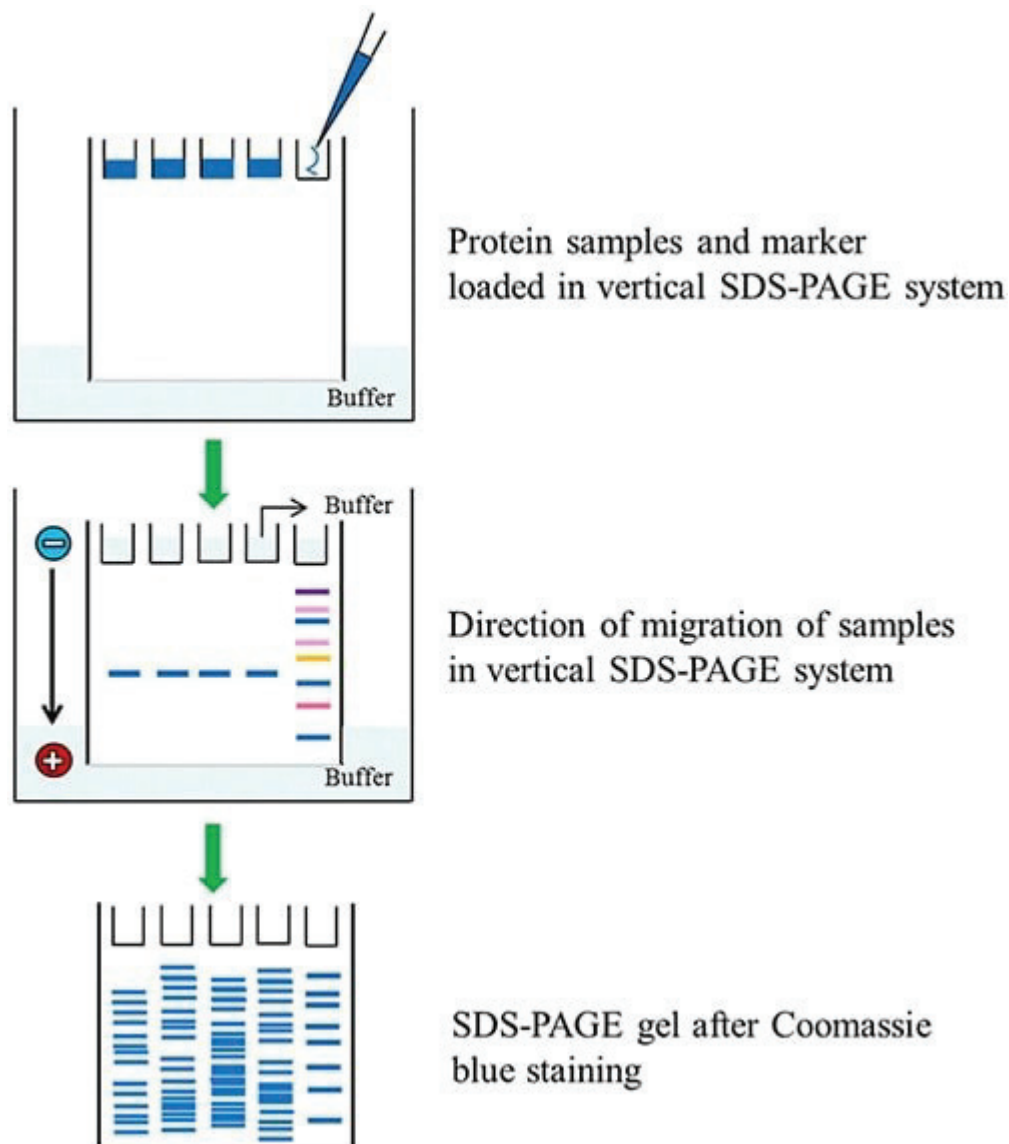 Protein samples and marker
loaded in vertical SDS-PAGE system
Buffer
Buffer
Direction of migration of samples
in vertical SDS-PAGE system
Buffer
SDS-PAGE gel after Coomassie
blue staining